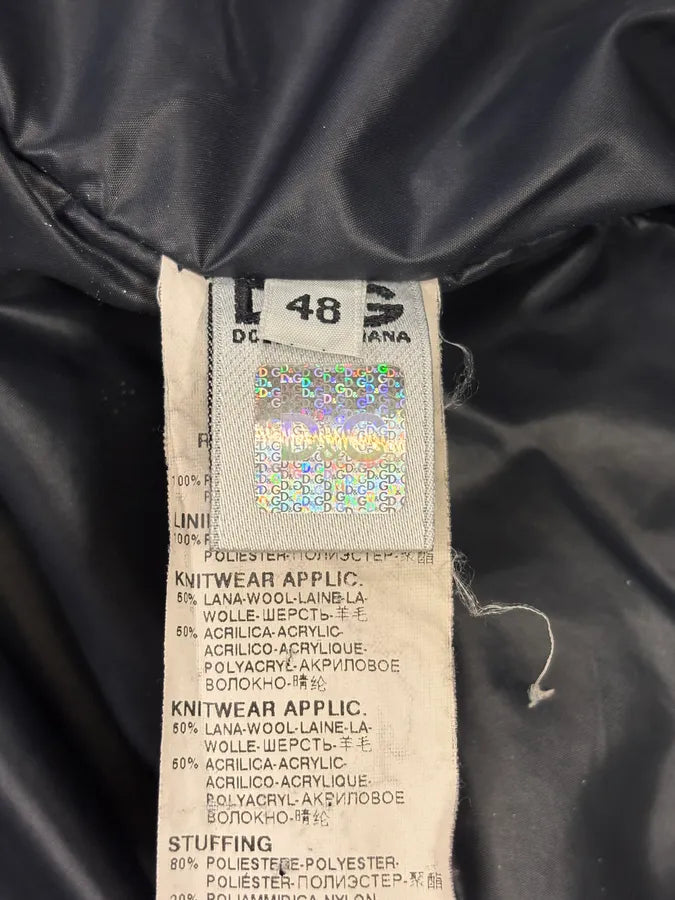 48
D&G
LINI
100% P
POLIESTER-ПОЛИЭСТЕР-聚酯
KNITWEAR APPLIC.
50% LANA-WOOL-LAINE-LA-
WOLLE-ШЕРСТЬ-羊毛
50% ACRILICA-ACRYLIC-
ACRILICO-ACRYLIQUE-
POLYACRYL-АКРИЛОВОЕ
ВОЛОКНО-晴纶
KNITWEAR APPLIC.
50% LANA-WOOL-LAINE-LA-
WOLLE-ШЕРСТЬ-羊毛
50% ACRILICA-ACRYLIC-
ACRILICO-ACRYLIQUE-
POLYACRYL-АКРИЛОВОЕ
ВОЛОКНО-晴纶
STUFFING
80% POLIESTERE-POLYESTER-
POLIÉSTER-ПОЛИЭСТЕР-聚酯
20% POLIAMMIDICA-NYLON